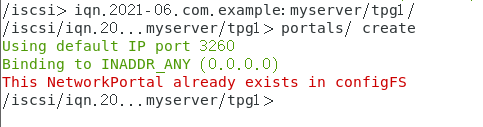 /iscsi> iqn.2021-06.com.example:myserver/tpg1/
/iscsi/iqn.20...myserver/tpg1> portals/ create
Using default IP port 3260
Binding to INADDR_ANY (0.0.0.0)
This NetworkPortal already exists in configFS
/iscsi/iqn.20...myserver/tpg1>